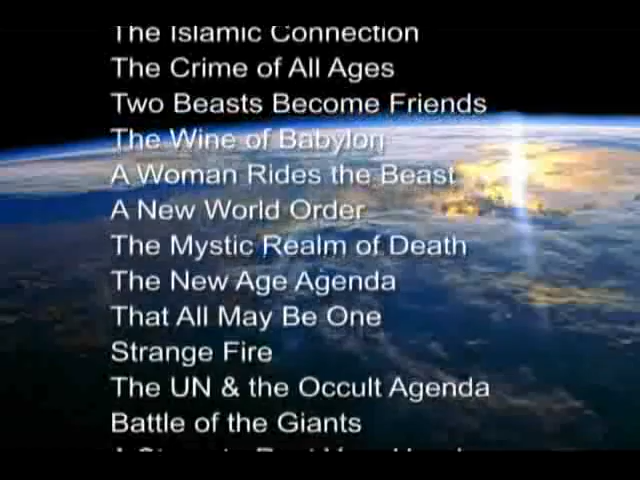 The Islamic Connection
The Crime of All Ages
Two Beasts Become Friends
The Wine of Babylon
A Woman Rides the Beast
A New World Order
The Mystic Realm of Death
The New Age Agenda
That All May Be One
Strange Fire
The UN & the Occult Agenda
Battle of the Giants